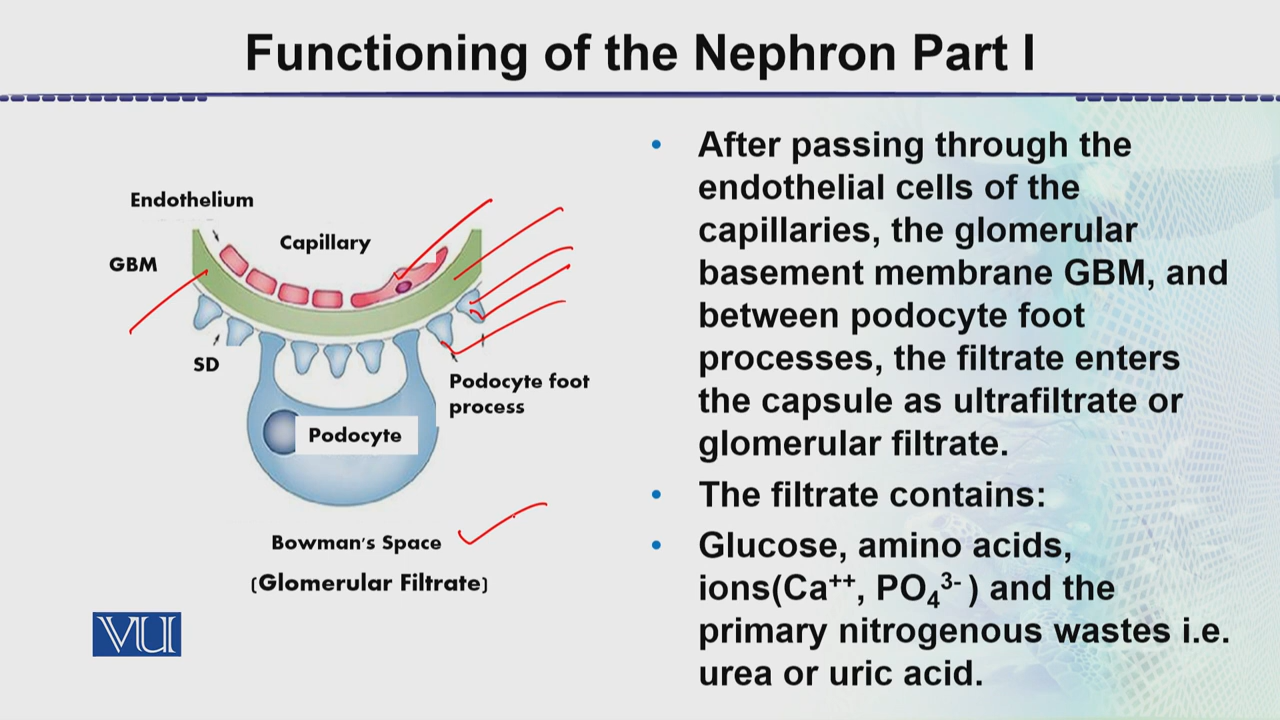 Functioning of the Nephron Part I
Endothelium
Capillary
GBM
SD
Podocyte foot
process
Podocyte
Bowman's Space
(Glomerular Filtrate)
VU
• After passing through the
endothelial cells of the
capillaries, the glomerular
basement membrane GBM, and
between podocyte foot
processes, the filtrate enters
the capsule as ultrafiltrate or
glomerular filtrate.
• The filtrate contains:
• Glucose, amino acids,
ions(Ca⁺⁺, PO₄³⁻ ) and the
primary nitrogenous wastes i.e.
urea or uric acid.